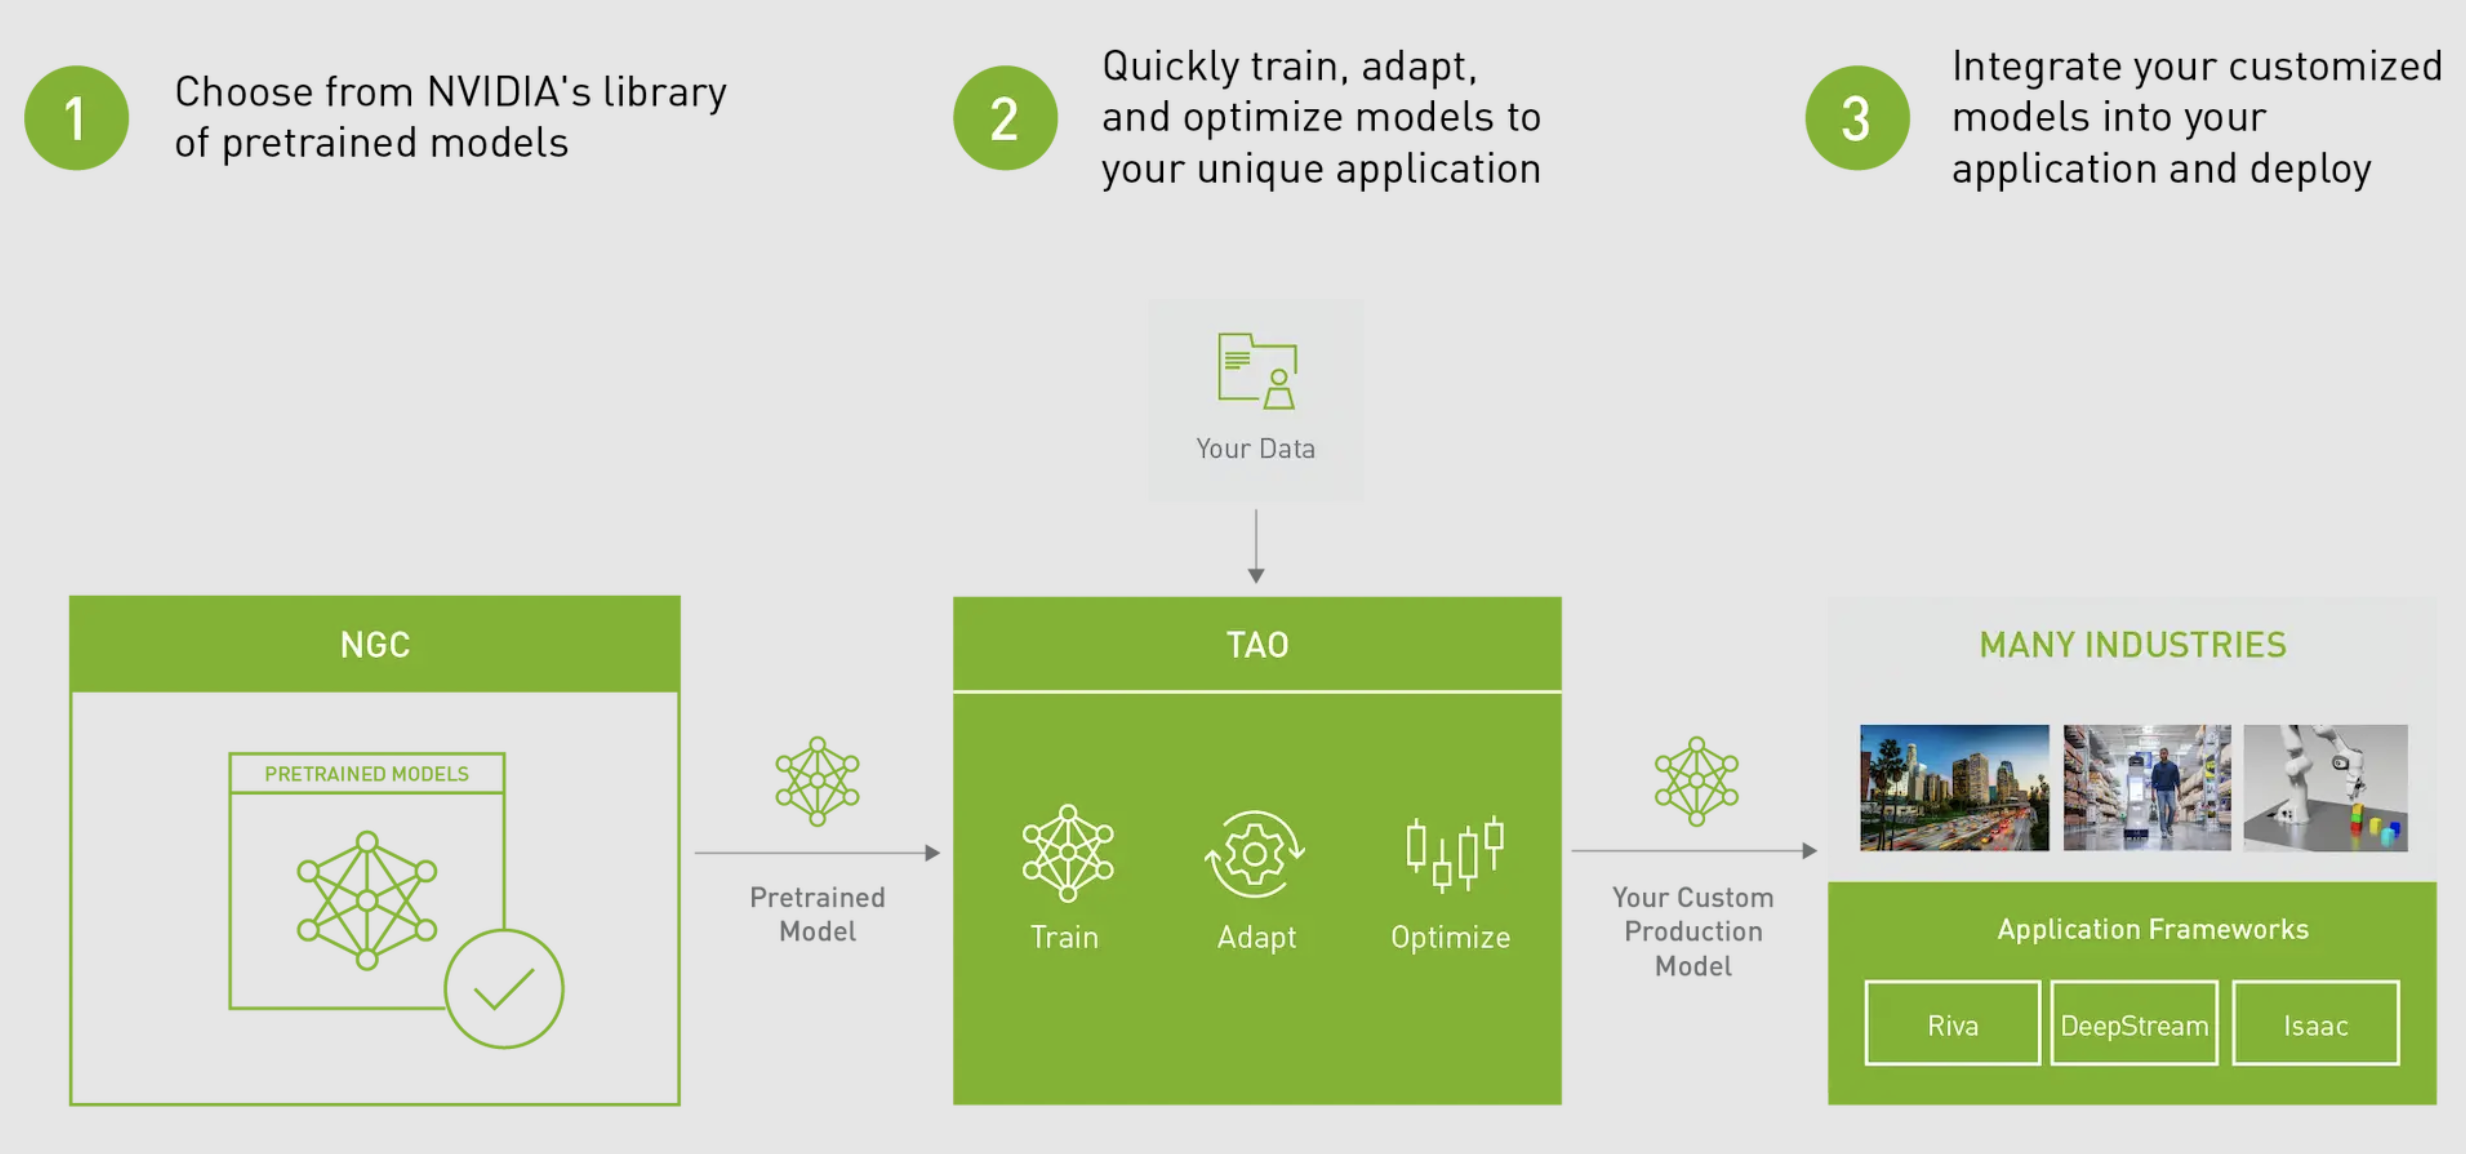 1
Choose from NVIDIA's library
of pretrained models
2
Quickly train, adapt,
and optimize models to
your unique application
3
Integrate your customized
models into your
application and deploy
Your Data
NGC
PRETRAINED MODELS
Pretrained
Model
TAO
Train
Adapt
Optimize
Your Custom
Production
Model
MANY INDUSTRIES
Application Frameworks
Riva
DeepStream
Isaac